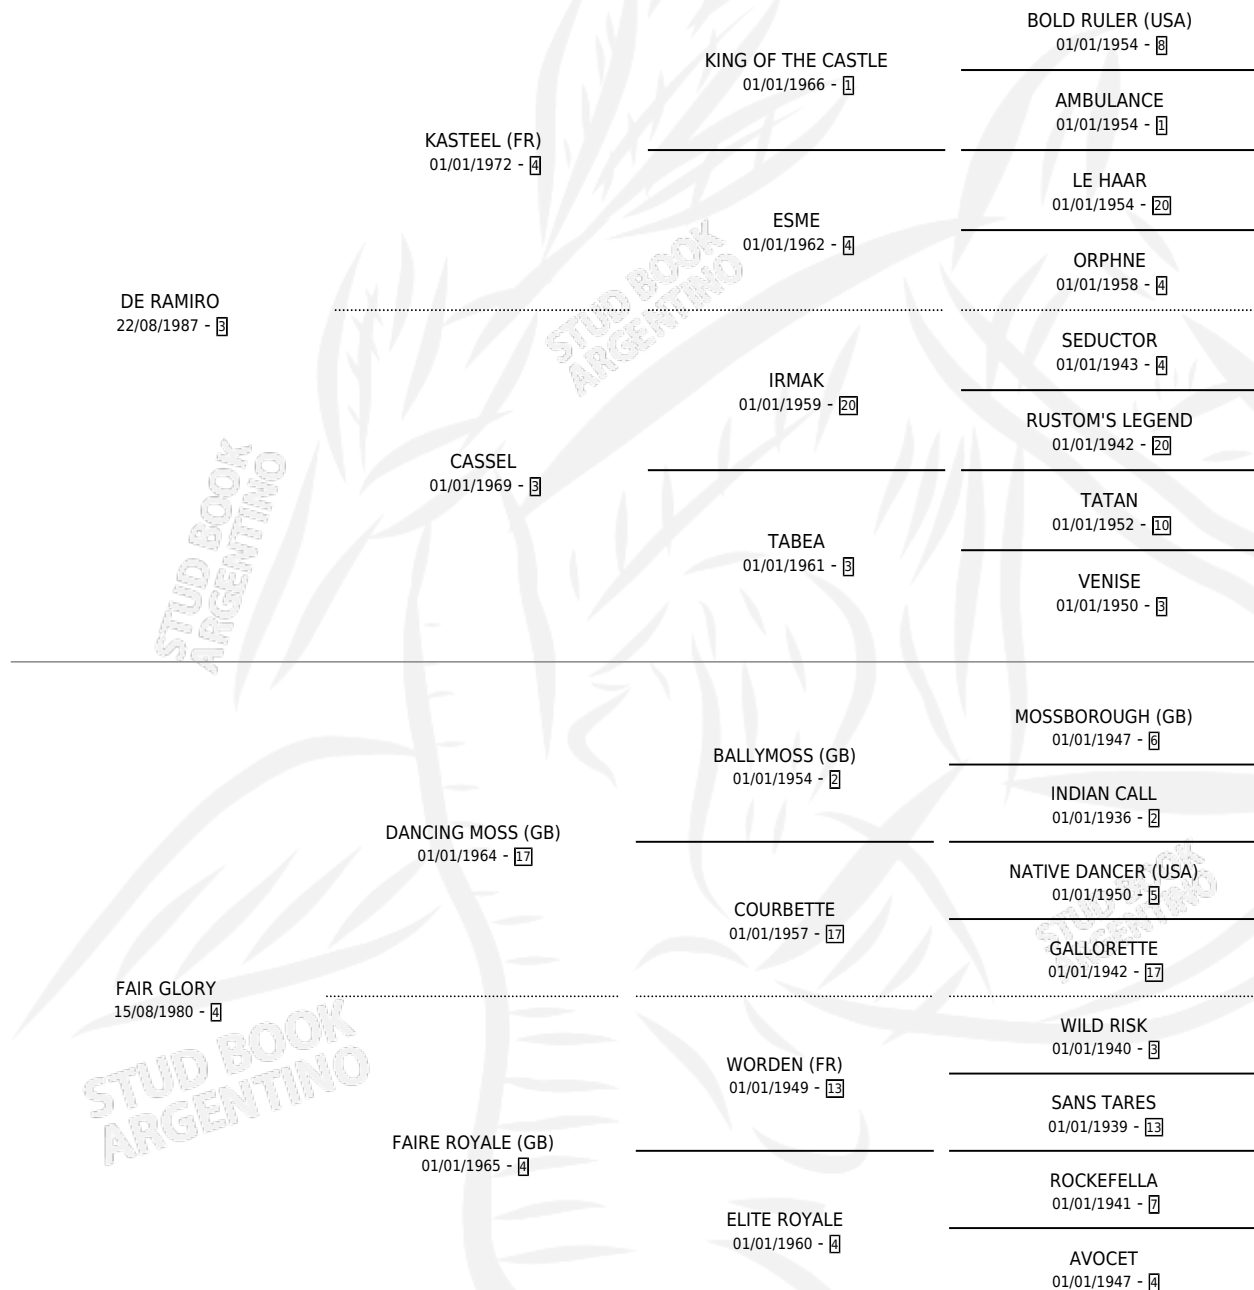 BOLD RULER (USA)
01/01/1954 - 8
KING OF THE CASTLE
01/01/1966 - 1
AMBULANCE
01/01/1954 - 1
KASTEEL (FR)
01/01/1972 - 4
LE HAAR
01/01/1954 - 20
ESME
01/01/1962 - 4
ORPHNE
01/01/1958 - 4
DE RAMIRO
22/08/1987 - 3
SEDUCTOR
01/01/1943 - 4
IRMAK
01/01/1959 - 20
RUSTOM'S LEGEND
01/01/1942 - 20
CASSEL
01/01/1969 - 3
TATAN
01/01/1952 - 10
TABEA
01/01/1961 - 3
VENISE
01/01/1950 - 3
MOSSBOROUGH (GB)
01/01/1947 - 6
BALLYMOSS (GB)
01/01/1954 - 2
INDIAN CALL
01/01/1936 - 2
DANCING MOSS (GB)
01/01/1964 - 17
NATIVE DANCER (USA)
01/01/1950 - 5
COURBETTE
01/01/1957 - 17
GALLORETTE
01/01/1942 - 17
FAIR GLORY
15/08/1980 - 4
WILD RISK
01/01/1940 - 3
WORDEN (FR)
01/01/1949 - 13
SANS TARES
01/01/1939 - 13
FAIRE ROYALE (GB)
01/01/1965 - 4
ROCKEFELLA
01/01/1941 - 7
ELITE ROYALE
01/01/1960 - 4
AVOCET
01/01/1947 - 4
STUD BOOK
ARGENTINO
STUD BOOK
ARGENTINO
STUD BOOK
ARGENTINO
STUD BOOK
ARGENTINO